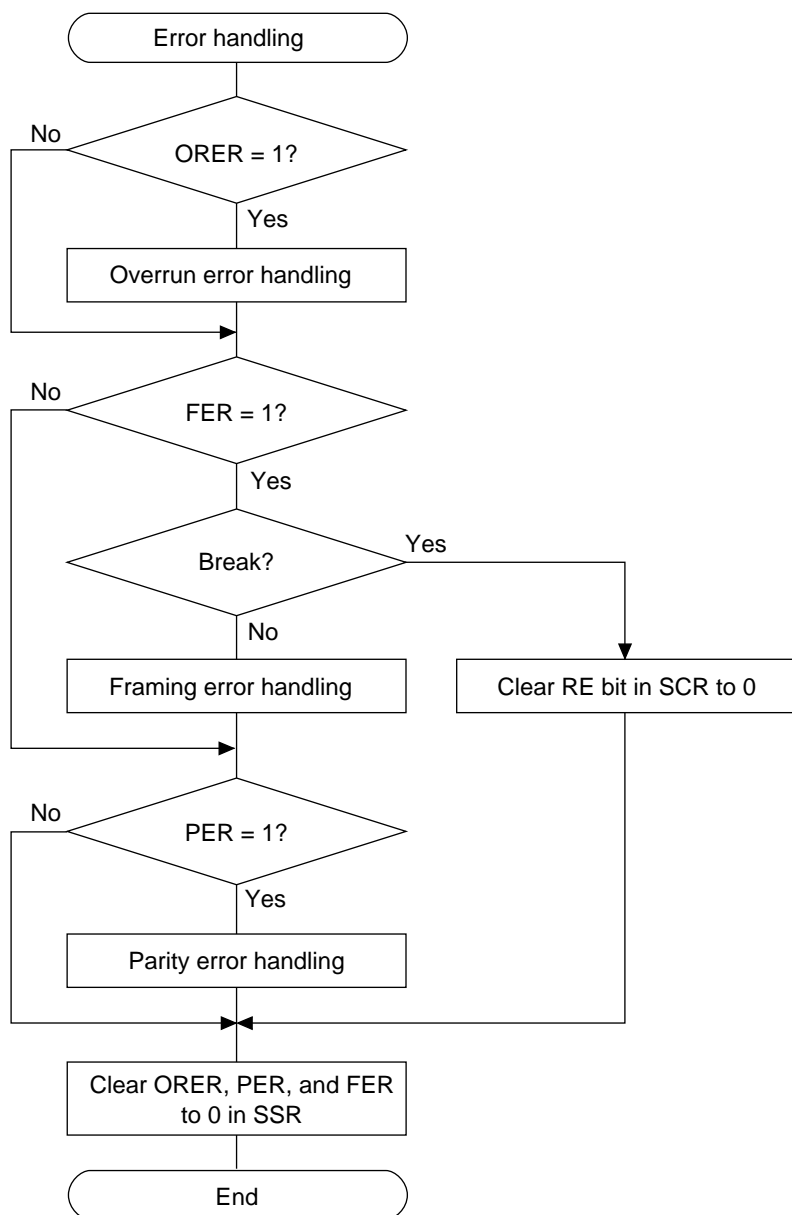 Error handling
No
ORER = 1?
Yes
Overrun error handling
No
FER = 1?
Yes
Break?
Yes
No
Framing error handling
Clear RE bit in SCR to 0
No
PER = 1?
Yes
Parity error handling
Clear ORER, PER, and FER
to 0 in SSR
End